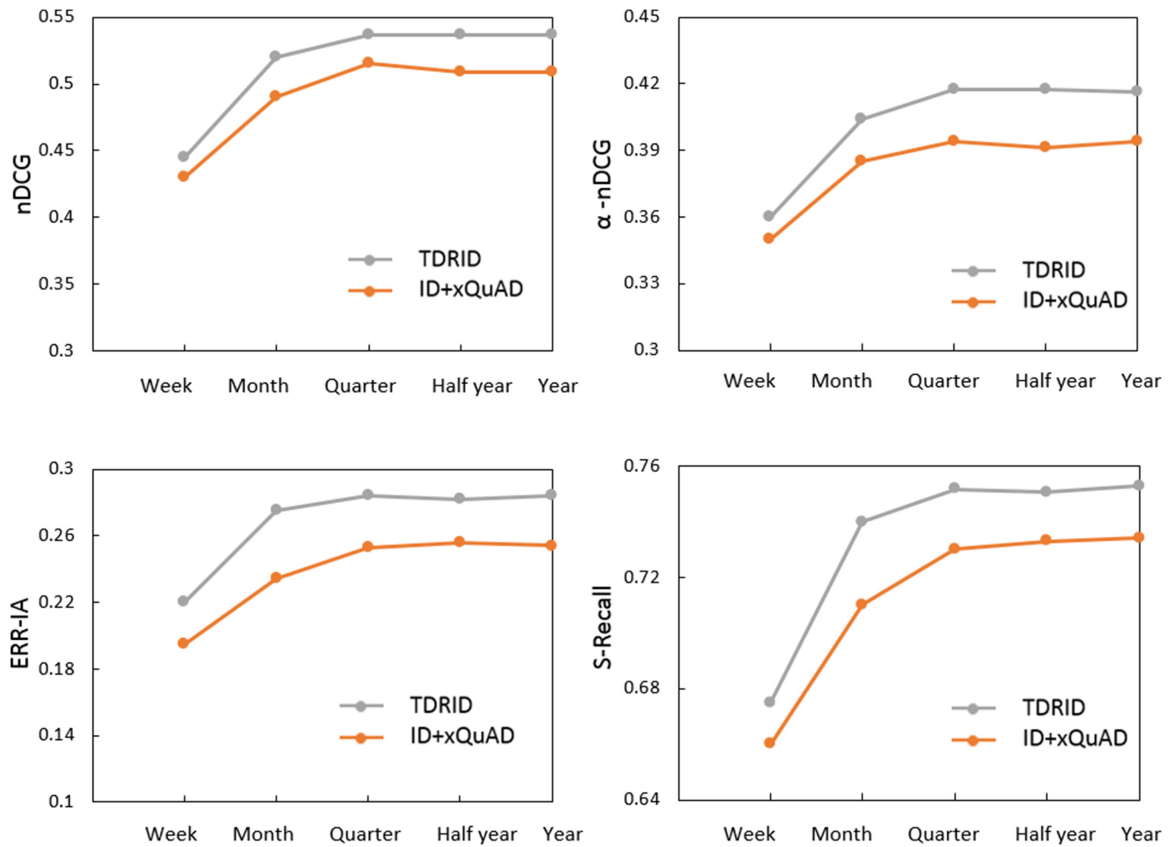 0.55
0.5
0.45
0.4
0.35
0.3
nDCG
TDRID
ID+xQuAD
Week Month Quarter Half year Year
0.45
0.42
0.39
0.36
0.33
0.3
α -nDCG
TDRID
ID+xQuAD
Week Month Quarter Half year Year
0.3
0.26
0.22
0.18
0.14
0.1
ERR-IA
TDRID
ID+xQuAD
Week Month Quarter Half year Year
0.76
0.72
0.68
0.64
S-Recall
TDRID
ID+xQuAD
Week Month Quarter Half year Year